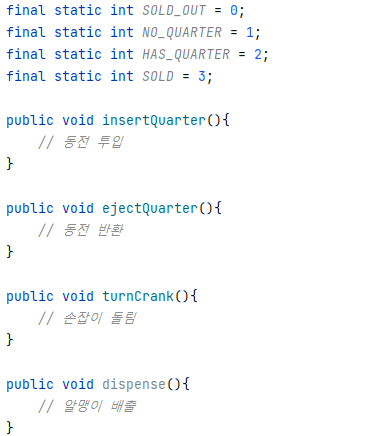 final static int SOLD_OUT = 0;
final static int NO_QUARTER = 1;
final static int HAS_QUARTER = 2;
final static int SOLD = 3;
public void insertQuarter(){
// 동전 투입
}
public void ejectQuarter(){
// 동전 반환
}
public void turnCrank(){
// 손잡이 돌림
}
public void dispense(){
// 알맹이 배출
}